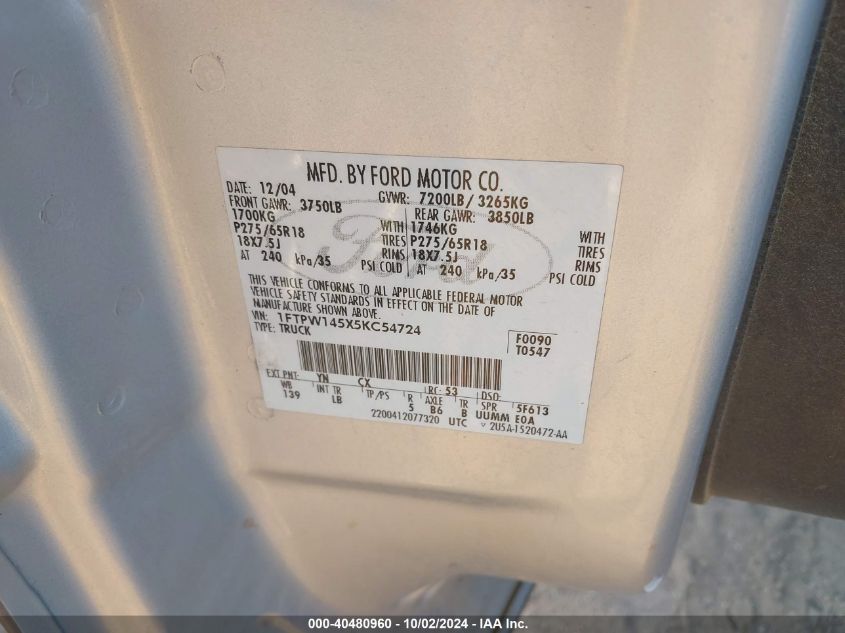 MFD. BY FORD MOTOR CO.
DATE: 12/04 GVWR: 7200LB/ 3265KG
FRONT GAWR: 3750LB REAR GAWR: 3850LB
1700KG WITH 1746KG WITH
P275/65R18 TIRES P275/65R18 TIRES
18X7.5J RIMS 18X7.5J RIMS
AT 240 kPa/35 PSI COLD AT 240 kPa/35 PSI COLD
THIS VEHICLE CONFORMS TO ALL APPLICABLE FEDERAL MOTOR
VEHICLE SAFETY STANDARDS IN EFFECT ON THE DATE OF
MANUFACTURE SHOWN ABOVE.
VIN: 1FTPW145X5KC54724 F0090
TYPE: TRUCK T0547
Ford
EXT PNT: YN CX RC: 53 DSO:
WB INT TR TP/PS R AXLE TR SPR 5F613
139 LB 5 B6 B UUMM E0A
2200412077320 UTC 2U5A-1520472-AA
000-40480960 - 10/02/2024 - IAA Inc.